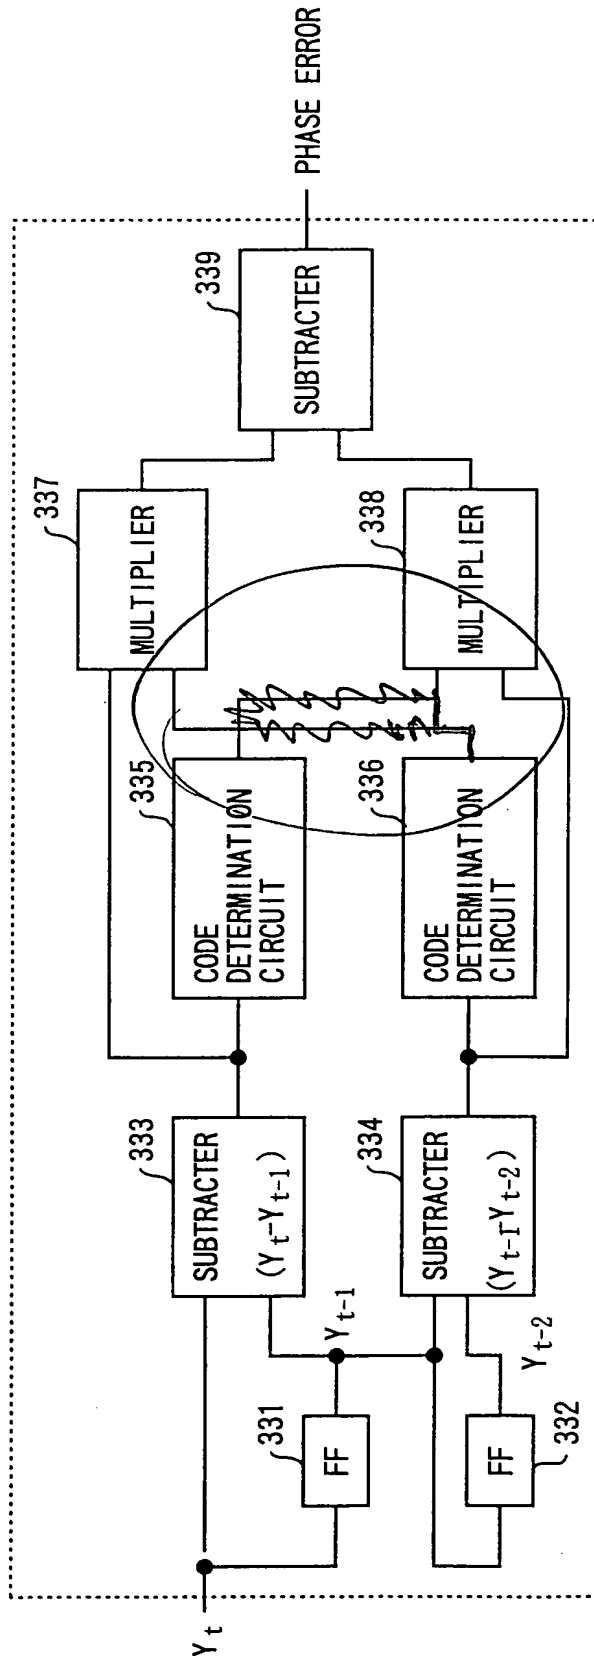 Yt
331
FF
Yt-1
332
FF
Yt-2
333
SUBTRACTER
(Yt-Yt-1)
334
SUBTRACTER
(Yt-1-Yt-2)
335
CODE
DETERMINATION
CIRCUIT
336
CODE
DETERMINATION
CIRCUIT
337
MULTIPLIER
338
MULTIPLIER
339
SUBTRACTER
PHASE ERROR